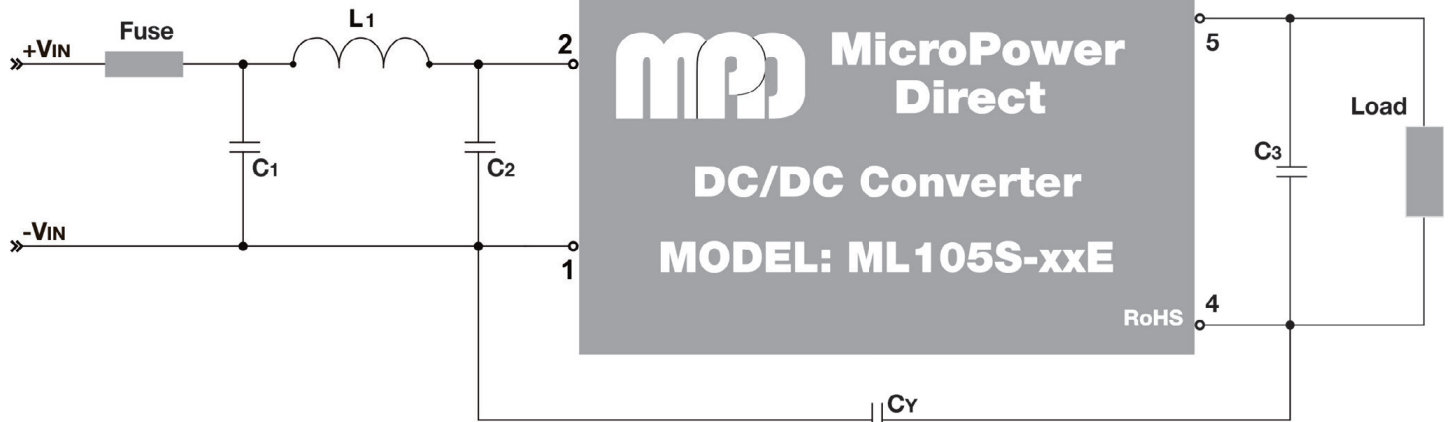 Fuse
L1
+VIN
C1
C2
-VIN
2
1
MPD
MicroPower
Direct
DC/DC Converter
MODEL: ML105S-xxE
RoHS
5
4
C3
Load
CY